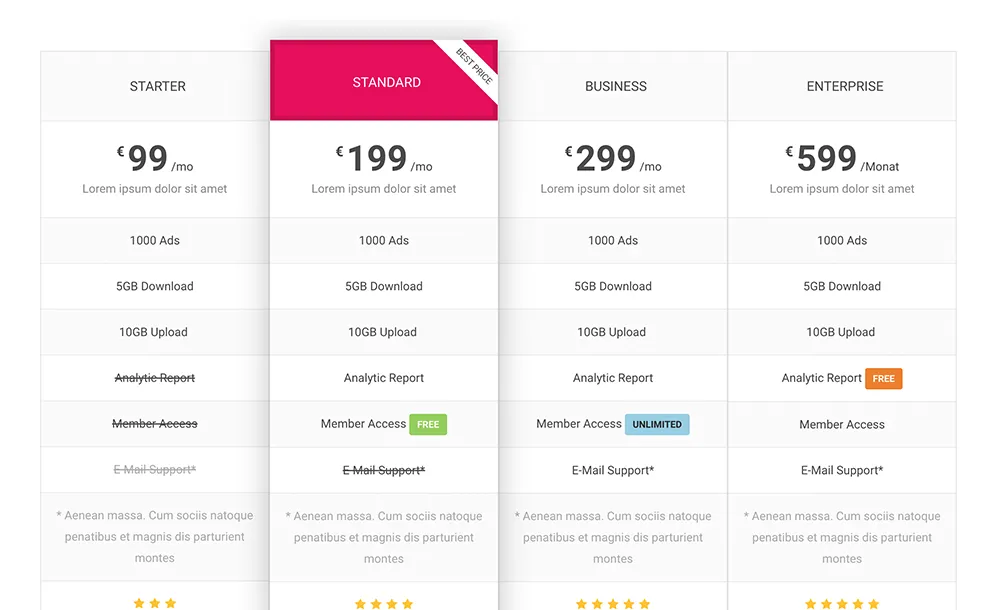 STARTER
€ 99 /mo
Lorem ipsum dolor sit amet
1000 Ads
5GB Download
10GB Upload
Analytic Report
Member Access
E-Mail Support*
* Aenean massa. Cum sociis natoque
penatibus et magnis dis parturient
montes
STANDARD
BEST PRICE
€ 199 /mo
Lorem ipsum dolor sit amet
1000 Ads
5GB Download
10GB Upload
Analytic Report
Member Access FREE
E-Mail Support*
* Aenean massa. Cum sociis natoque
penatibus et magnis dis parturient
montes
BUSINESS
€ 299 /mo
Lorem ipsum dolor sit amet
1000 Ads
5GB Download
10GB Upload
Analytic Report
Member Access UNLIMITED
E-Mail Support*
* Aenean massa. Cum sociis natoque
penatibus et magnis dis parturient
montes
ENTERPRISE
€ 599 /Monat
Lorem ipsum dolor sit amet
1000 Ads
5GB Download
10GB Upload
Analytic Report FREE
Member Access
E-Mail Support*
* Aenean massa. Cum sociis natoque
penatibus et magnis dis parturient
montes